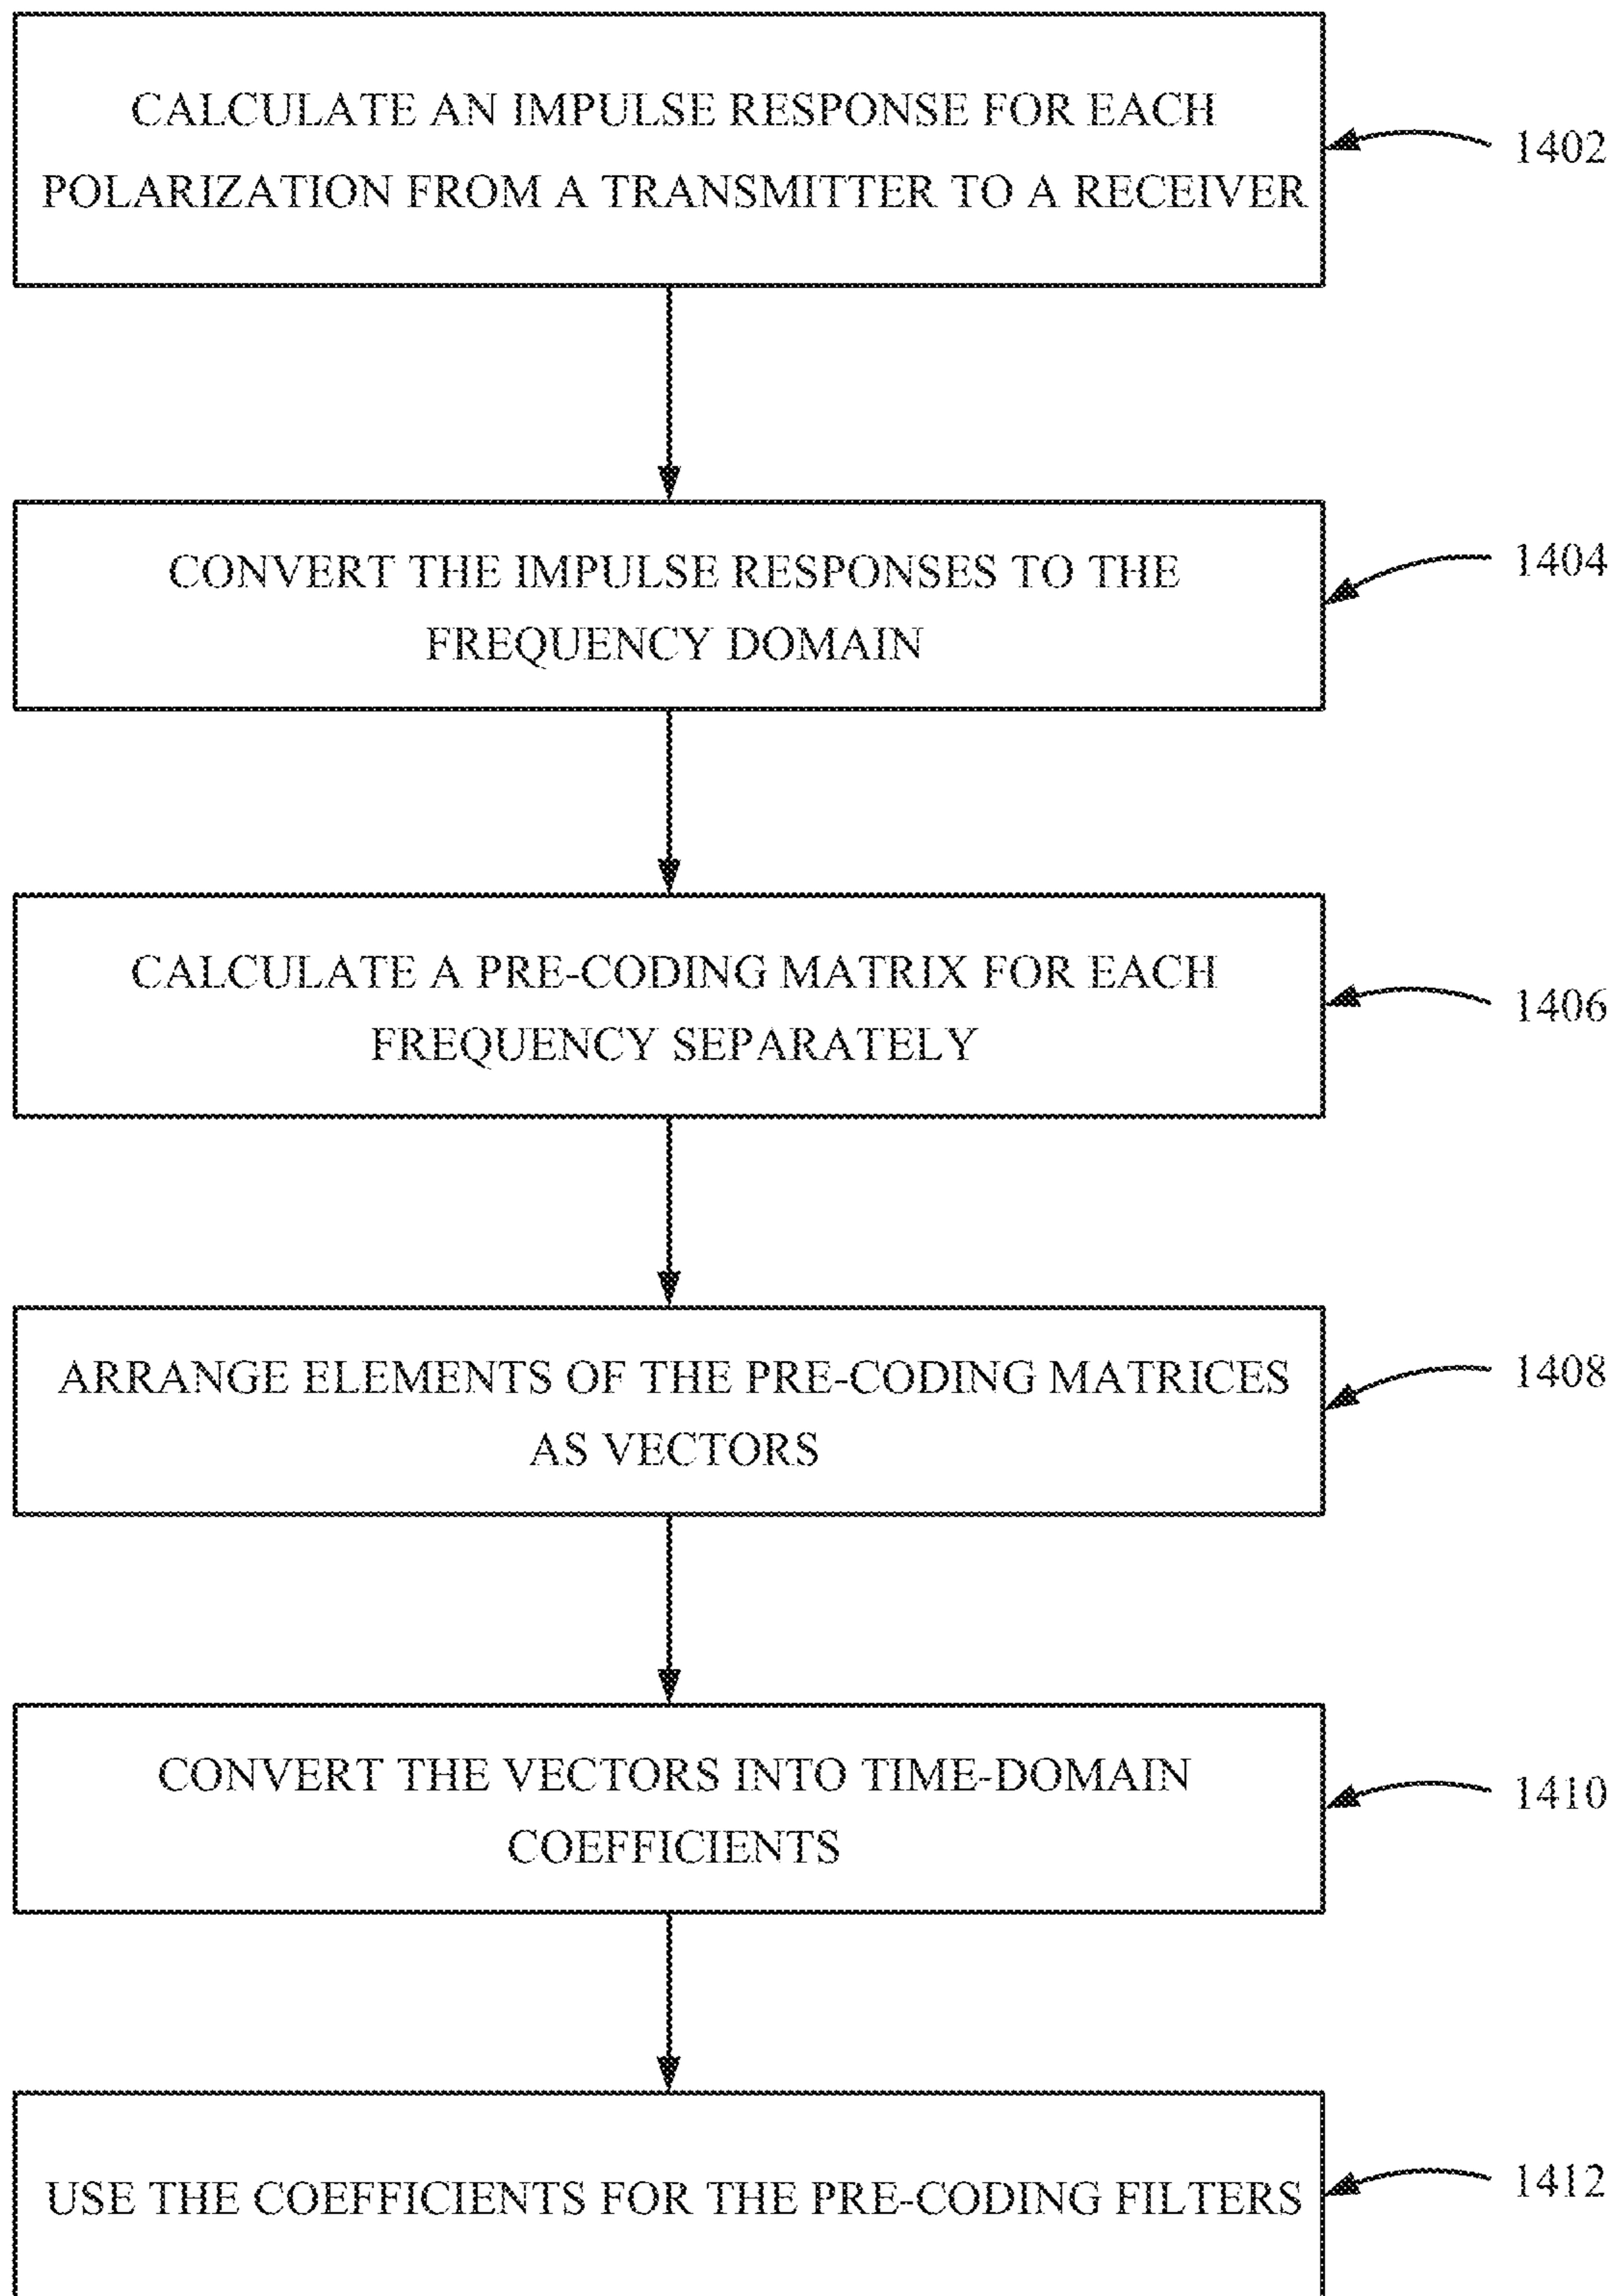 CALCULATE AN IMPULSE RESPONSE FOR EACH
POLARIZATION FROM A TRANSMITTER TO A RECEIVER
1402
CONVERT THE IMPULSE RESPONSES TO THE
FREQUENCY DOMAIN
1404
CALCULATE A PRE-CODING MATRIX FOR EACH
FREQUENCY SEPARATELY
1406
ARRANGE ELEMENTS OF THE PRE-CODING MATRICES
AS VECTORS
1408
CONVERT THE VECTORS INTO TIME-DOMAIN
COEFFICIENTS
1410
USE THE COEFFICIENTS FOR THE PRE-CODING FILTERS
1412